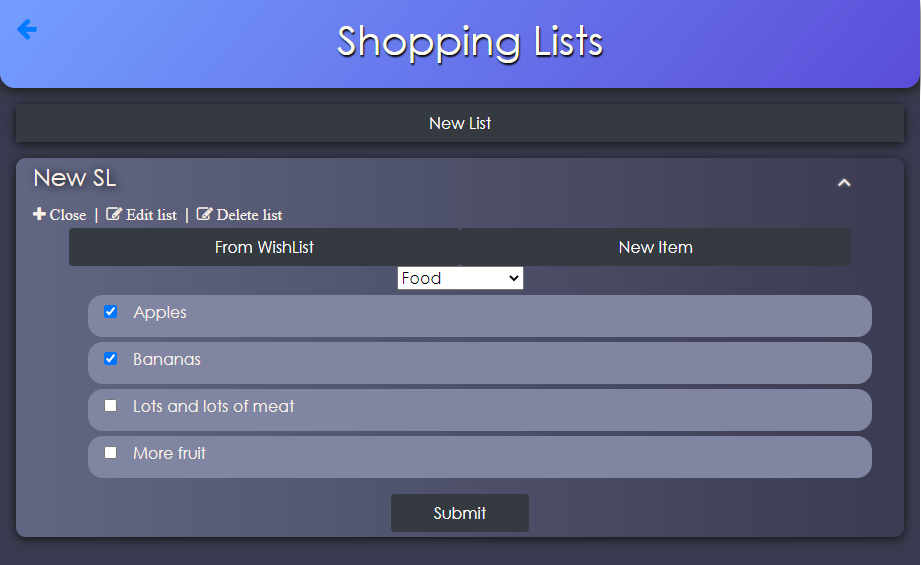 Shopping Lists
New List
New SL
Close | Edit list | Delete list
From WishList New Item
Food
Apples
Bananas
Lots and lots of meat
More fruit
Submit